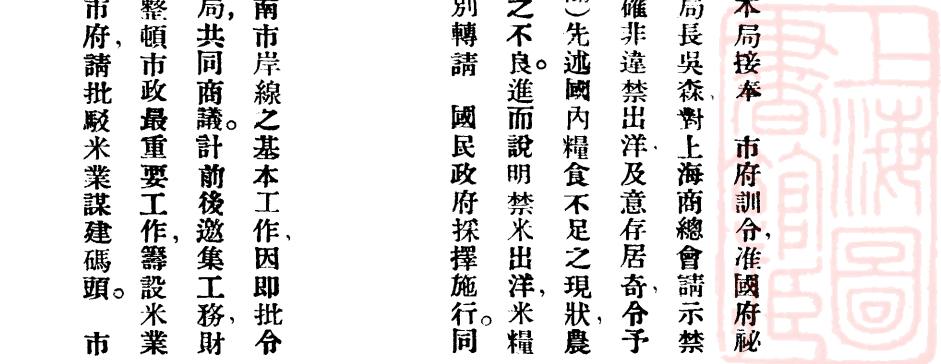 本局接奉　市府訓令，准國府祕
局長吳森、對上海商總會請示禁
確非違禁出洋、及意存居奇、令予
）先述國內糧食不足之現狀、農
之不良。進而說明禁米出洋，米糧
別轉請　國民政府採擇施行。同
南市岸線之基本工作、因即批令
局，共同商議。計前後邀集工務、財
整頓市政最重要工作，籌設米業
市府，請批駁米業謀建碼頭。　市
上海圖書館藏